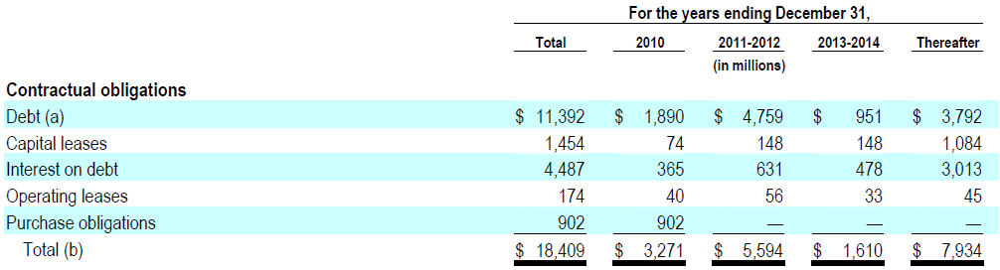 For the years ending December 31,
Total 2010 2011-2012 2013-2014 Thereafter
(in millions)
Contractual obligations
Debt (a) $ 11,392 $ 1,890 $ 4,759 $ 951 $ 3,792
Capital leases 1,454 74 148 148 1,084
Interest on debt 4,487 365 631 478 3,013
Operating leases 174 40 56 33 45
Purchase obligations 902 902 — — —
Total (b) $ 18,409 $ 3,271 $ 5,594 $ 1,610 $ 7,934